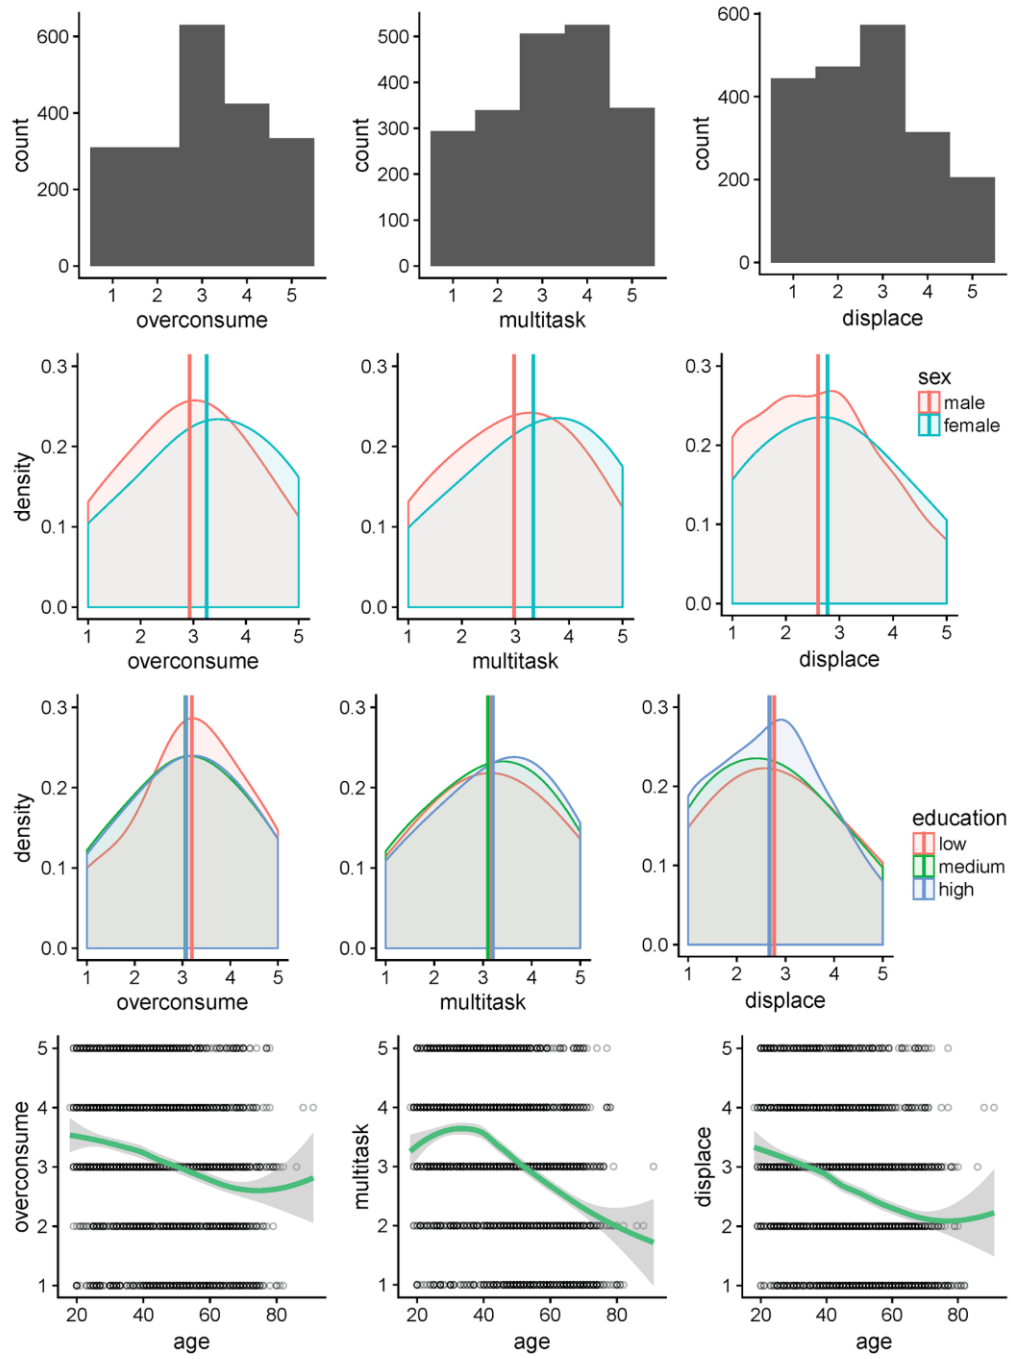 count
600
400
200
0
1 2 3 4 5
overconsume
count
500
400
300
200
100
0
1 2 3 4 5
multitask
count
600
400
200
0
1 2 3 4 5
displace
density
0.3
0.2
0.1
0.0
1 2 3 4 5
overconsume
0.3
0.2
0.1
0.0
1 2 3 4 5
multitask
0.3
0.2
0.1
0.0
1 2 3 4 5
displace
sex
male
female
density
0.3
0.2
0.1
0.0
1 2 3 4 5
overconsume
0.3
0.2
0.1
0.0
1 2 3 4 5
multitask
0.3
0.2
0.1
0.0
1 2 3 4 5
displace
education
low
medium
high
overconsume
5
4
3
2
1
20 40 60 80
age
multitask
5
4
3
2
1
20 40 60 80
age
displace
5
4
3
2
1
20 40 60 80
age